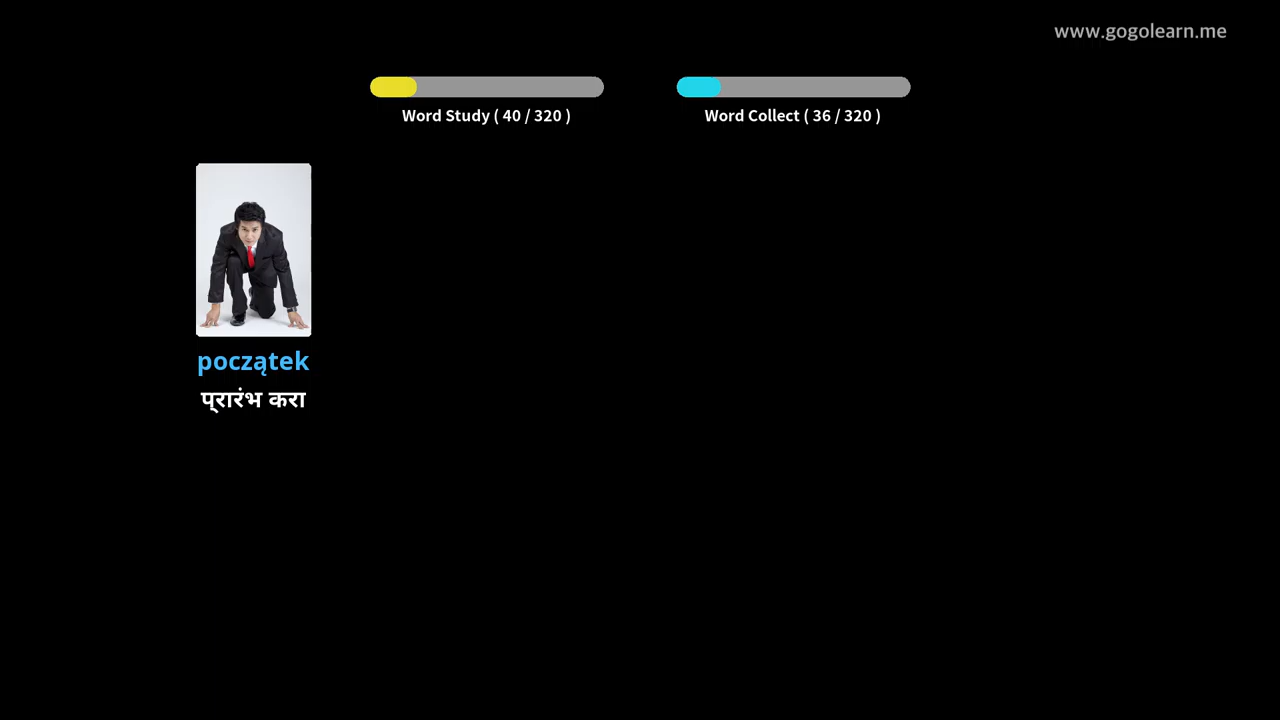 www.gogolearn.me
Word Study ( 40 / 320 )
Word Collect ( 36 / 320 )
początek
प्रारंभ करा